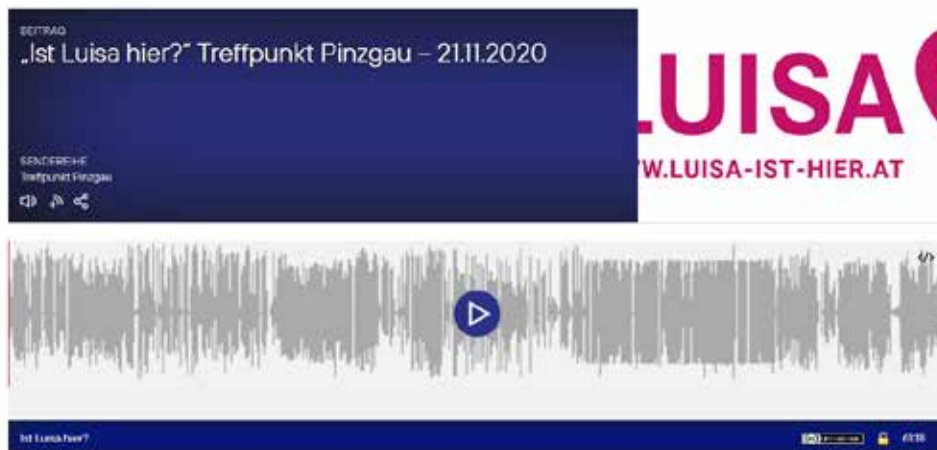 BEITRAG
„Ist Luisa hier?“ Treffpunkt Pinzgau – 21.11.2020
SENDEREIHE
Treffpunkt Pinzgau
LUISA
W.LUISA-IST-HIER.AT
</>
Ist Luisa hier?